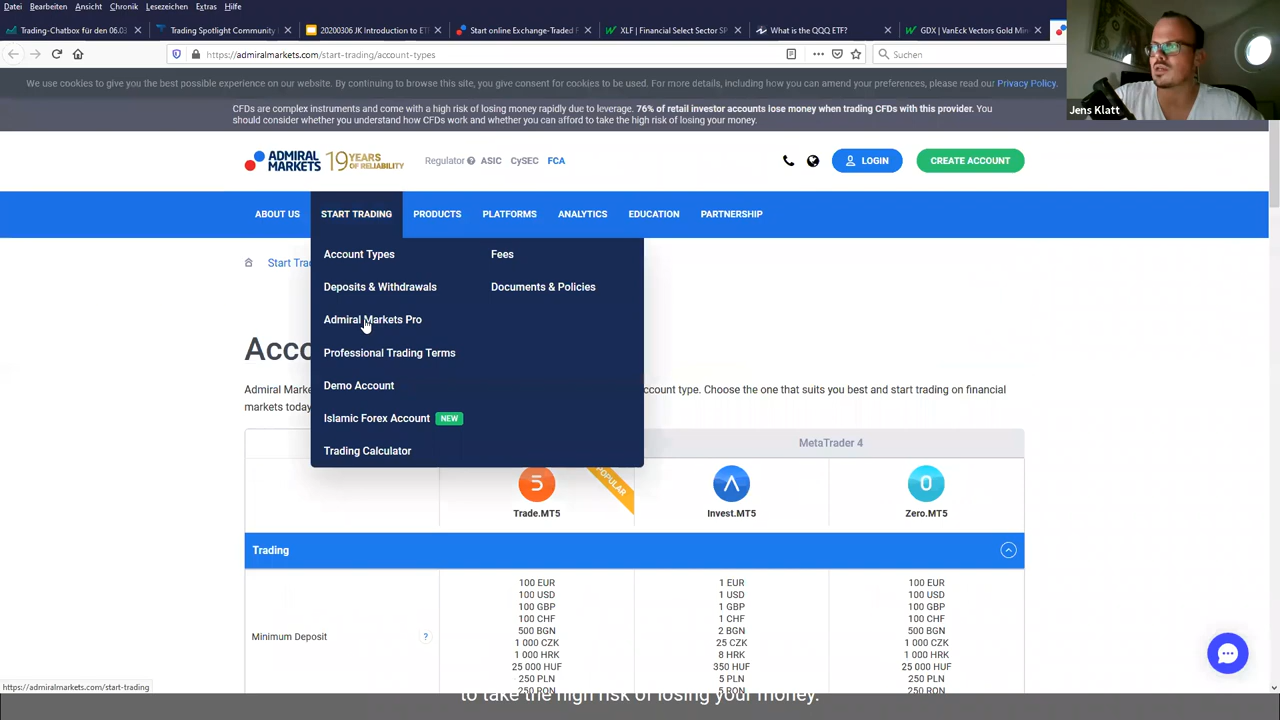 Datei Bearbeiten Ansicht Chronik Lesezeichen Extras Hilfe
Trading-Chatbox für den 06.03
Trading Spotlight Community
20200306 JK Introduction to ETF
Start online Exchange-Traded F
XLF | Financial Select Sector SP
What is the QQQ ETF?
GDX | VanEck Vectors Gold Min
https://admiralmarkets.com/start-trading/account-types
Suchen
We use cookies to give you the best possible experience on our website. By continuing to browse this site, you give consent for cookies to be used. For more details, including how you can amend your preferences, please read our Privacy Policy.
Jens Klatt
CFDs are complex instruments and come with a high risk of losing money rapidly due to leverage. 76% of retail investor accounts lose money when trading CFDs with this provider. You
should consider whether you understand how CFDs work and whether you can afford to take the high risk of losing your money.
ADMIRAL MARKETS
19 YEARS OF RELIABILITY
Regulator ? ASIC CySEC FCA
LOGIN
CREATE ACCOUNT
ABOUT US START TRADING PRODUCTS PLATFORMS ANALYTICS EDUCATION PARTNERSHIP
Account Types
Fees
Start Tra
Deposits & Withdrawals
Documents & Policies
Admiral Markets Pro
Acco
Professional Trading Terms
Demo Account
Admiral Marke
ccount type. Choose the one that suits you best and start trading on financial
markets today
Islamic Forex Account NEW
Trading Calculator
MetaTrader 4
POPULAR
Trade.MT5
Invest.MT5
Zero.MT5
Trading
Minimum Deposit ?
100 EUR
100 USD
100 GBP
100 CHF
500 BGN
1 000 CZK
1 000 HRK
25 000 HUF
250 PLN
250 RON
1 EUR
1 USD
1 GBP
1 CHF
2 BGN
25 CZK
8 HRK
350 HUF
5 PLN
5 RON
100 EUR
100 USD
100 GBP
100 CHF
500 BGN
1 000 CZK
1 000 HRK
25 000 HUF
250 PLN
250 RON
https://admiralmarkets.com/start-trading
to take the high risk of losing your money.